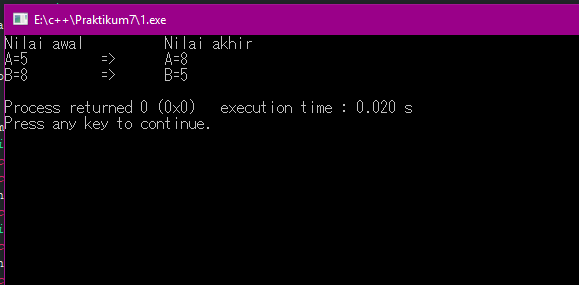 E:\c++\Praktikum7\1.exe
Nilai awal Nilai akhir
A=5 => A=8
B=8 => B=5
Process returned 0 (0x0) execution time : 0.020 s
Press any key to continue.